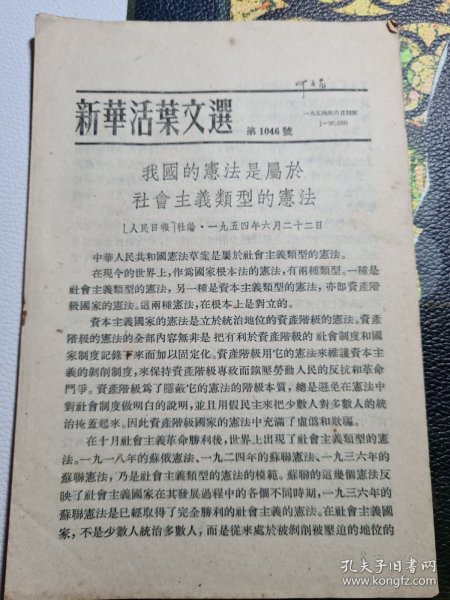 新華活葉文選
第1046號
一九五四年六月初版
1—90,000
我國的憲法是屬於
社會主義類型的憲法
[人民日報]社論·一九五四年六月二十二日
中華人民共和國憲法草案是屬於社會主義類型的憲法。
在現今的世界上，作爲國家根本法的憲法，有兩種類型。一種是
社會主義類型的憲法，另一種是資本主義類型的憲法，亦卽資產階
級國家的憲法。這兩種憲法，在根本上是對立的。
資本主義國家的憲法是立於統治地位的資產階級的憲法。資產
階級的憲法的全部內容無非是把有利於資產階級的社會制度和國
家制度記錄下來而加以固定化。資產階級用它的憲法來維護資本主
義的剝削制度，來保持資產階級專政而鎮壓勞動人民的反抗和革命
鬥爭。資產階級爲了隱蔽它的憲法的階級本質，總是避免在憲法中
對社會制度做明白的說明，並且用假民主來把少數人對多數人的統
治掩蓋起來。因此資產階級國家的憲法中充滿了虛僞和欺騙。
在十月社會主義革命勝利後，世界上出現了社會主義類型的憲
法。一九一八年的蘇俄憲法、一九二四年的蘇聯憲法、一九三六年的
蘇聯憲法，乃是社會主義類型的憲法的模範。蘇聯的這幾個憲法反
映了社會主義國家在其發展過程中的各個不同時期，一九三六年的
蘇聯憲法是已經取得了完全勝利的社會主義的憲法。在社會主義國
家，不是少數人統治多數人，而是從來處於被剝削被壓迫的地位的
孔夫子旧书网